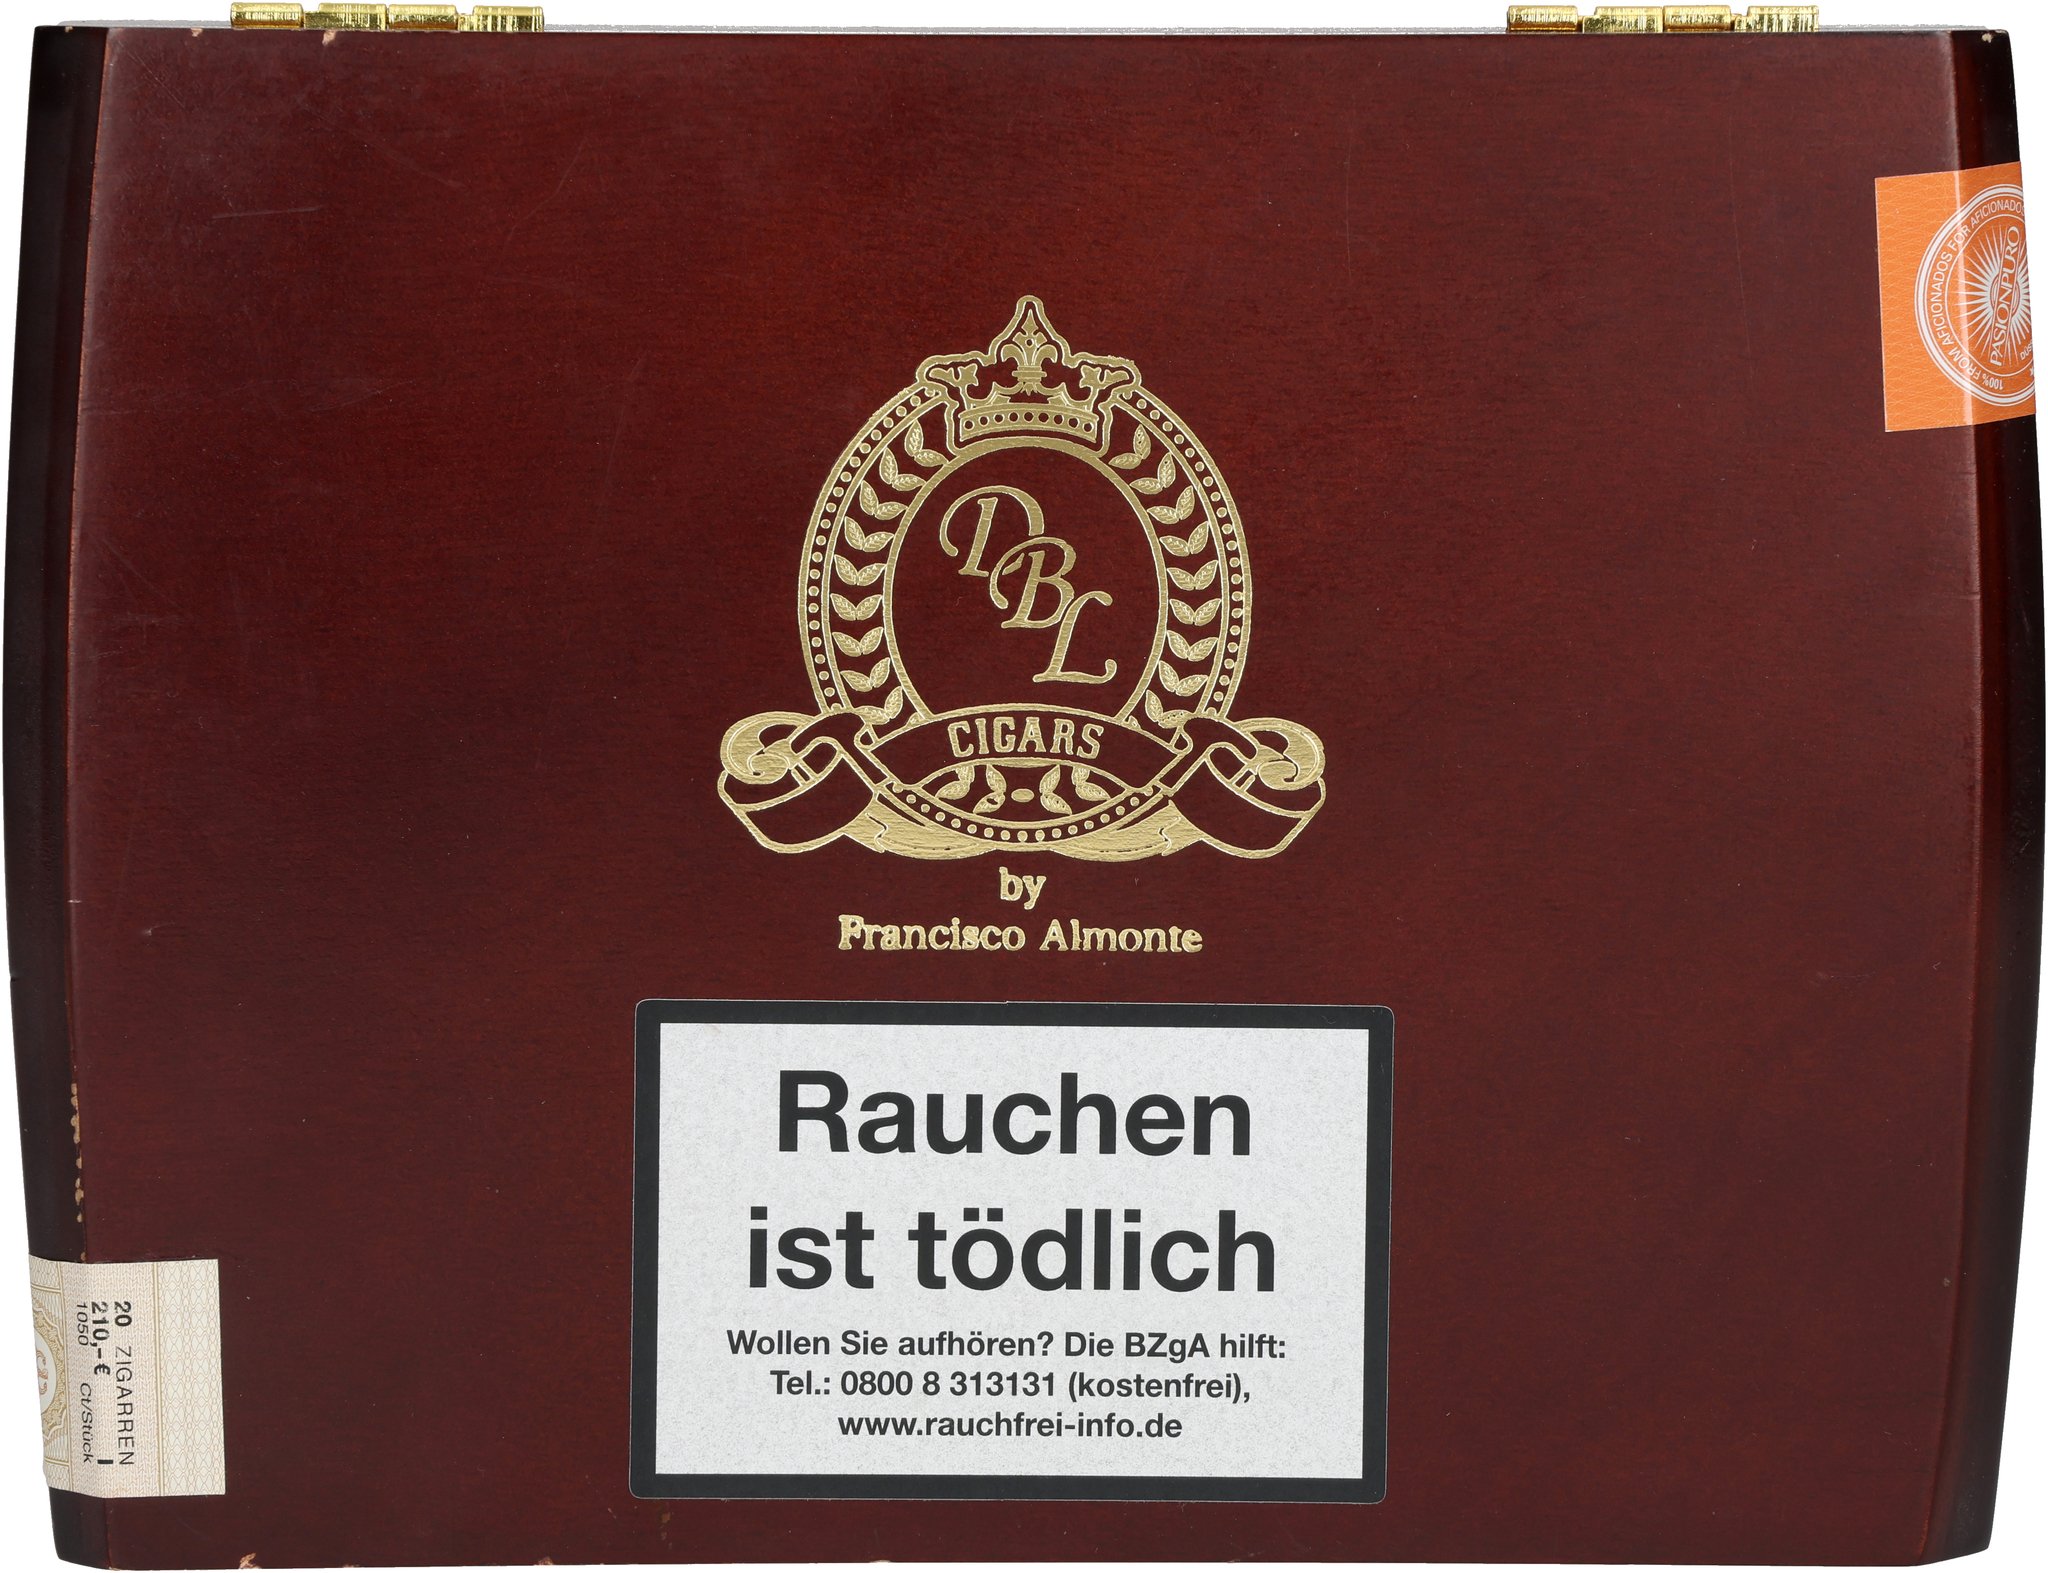 100% FROM AFICIONADOS FOR AFICIONADOS
PASIONPURO
DBL
CIGARS
by
Francisco Almonte
Rauchen
ist tödlich
Wollen Sie aufhören? Die BZgA hilft:
Tel.: 0800 8 313131 (kostenfrei),
www.rauchfrei-info.de
20 ZIGARREN I
210,-€
1050 Ct/Stück